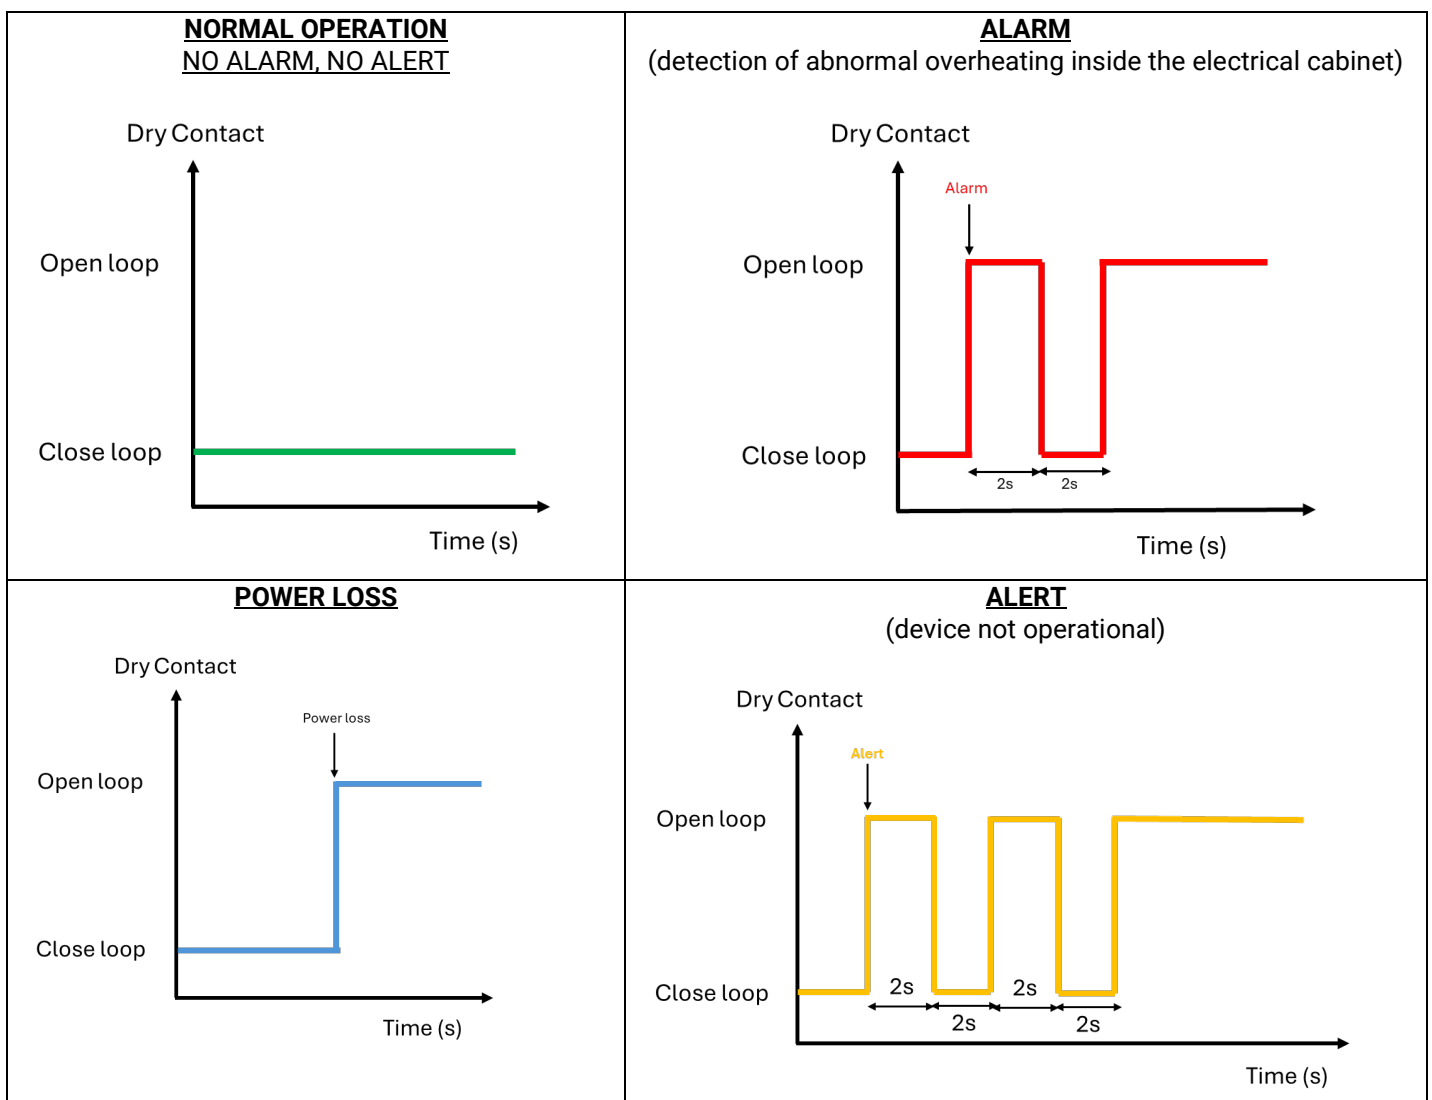 NORMAL OPERATION
NO ALARM, NO ALERT
Dry Contact
Open loop
Close loop
Time (s)
ALARM
(detection of abnormal overheating inside the electrical cabinet)
Dry Contact
Alarm
Open loop
Close loop
2s
2s
Time (s)
POWER LOSS
Dry Contact
Power loss
Open loop
Close loop
Time (s)
ALERT
(device not operational)
Dry Contact
Alert
Open loop
Close loop
2s
2s
2s
2s
Time (s)